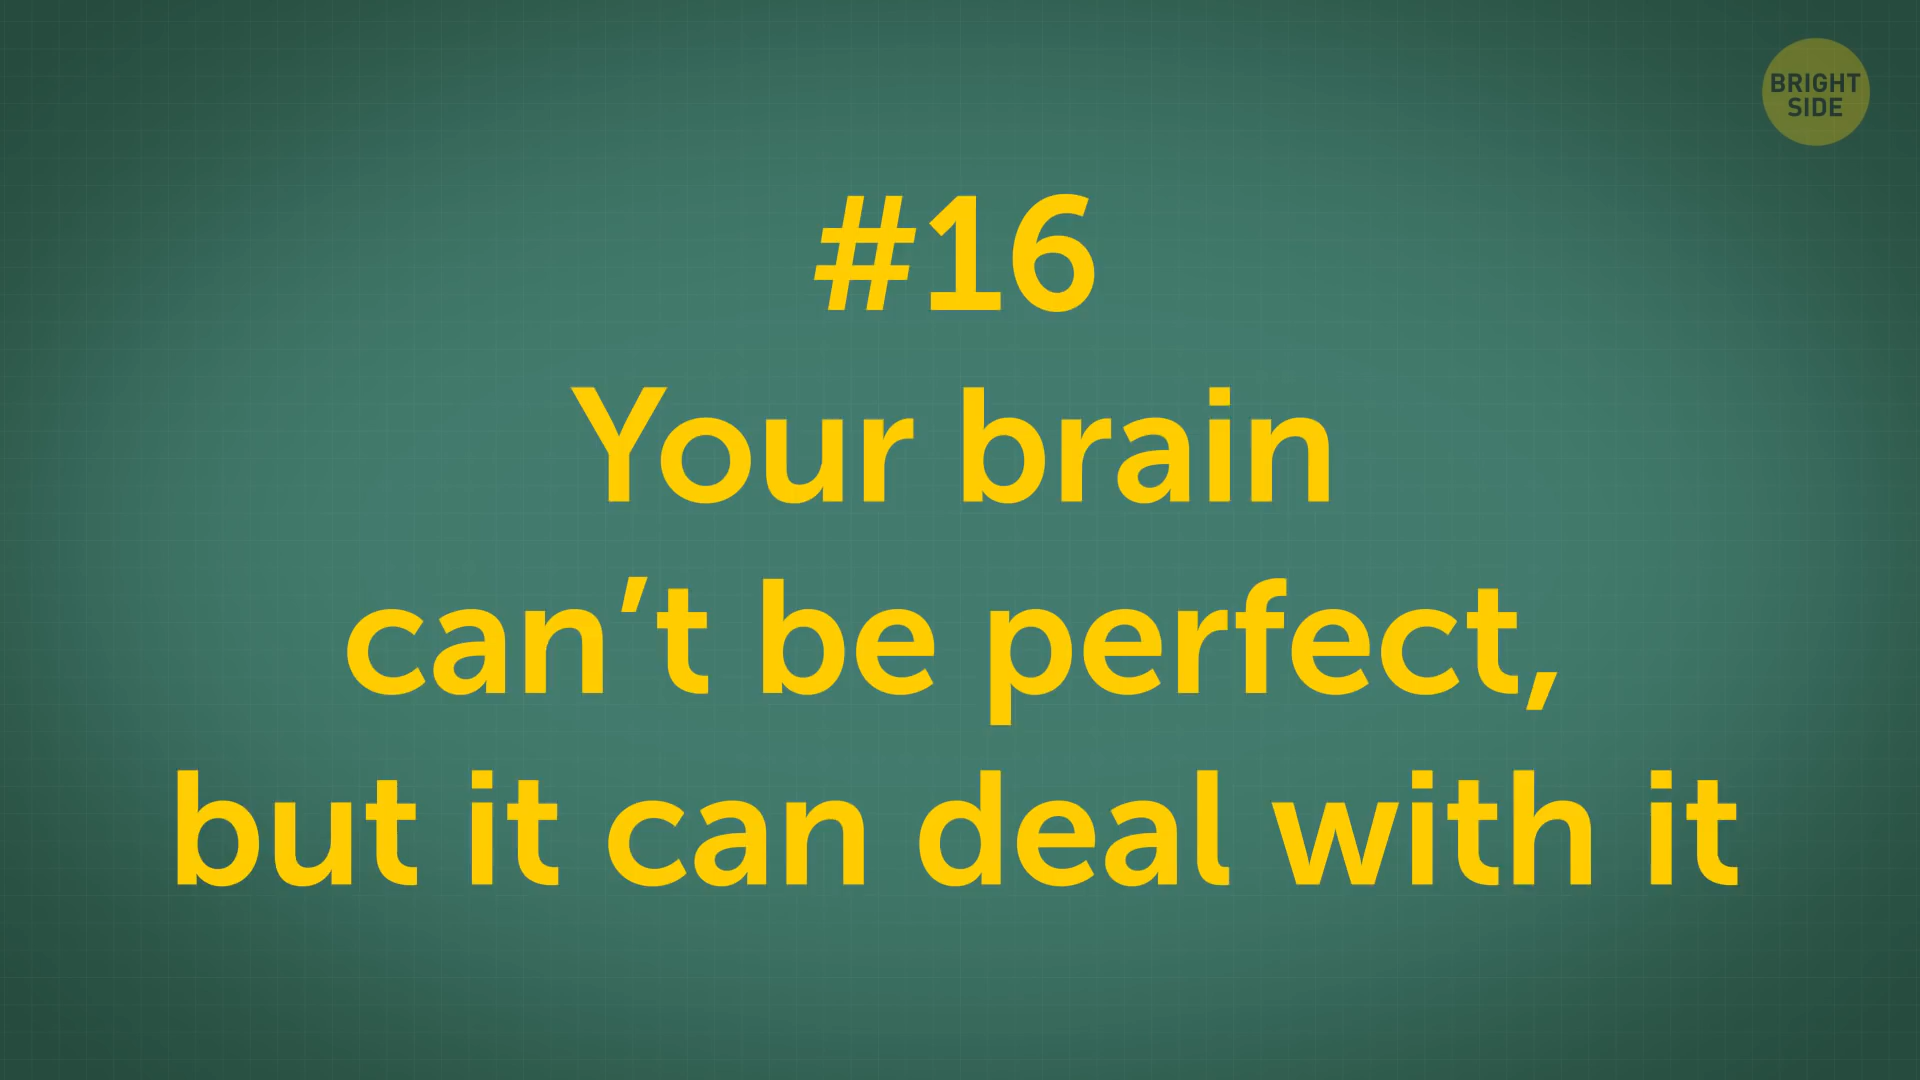 BRIGHT
SIDE
#16
Your brain
can't be perfect,
but it can deal with it